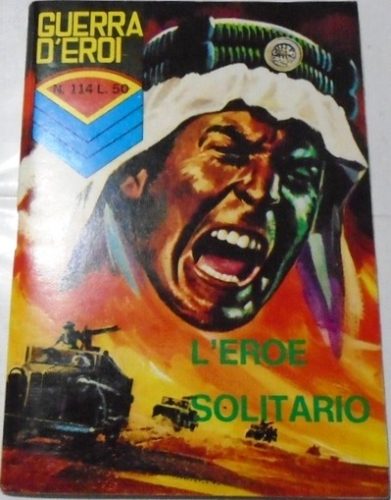 GUERRA
D'EROI
N. 114 L. 50
L'EROE
SOLITARIO